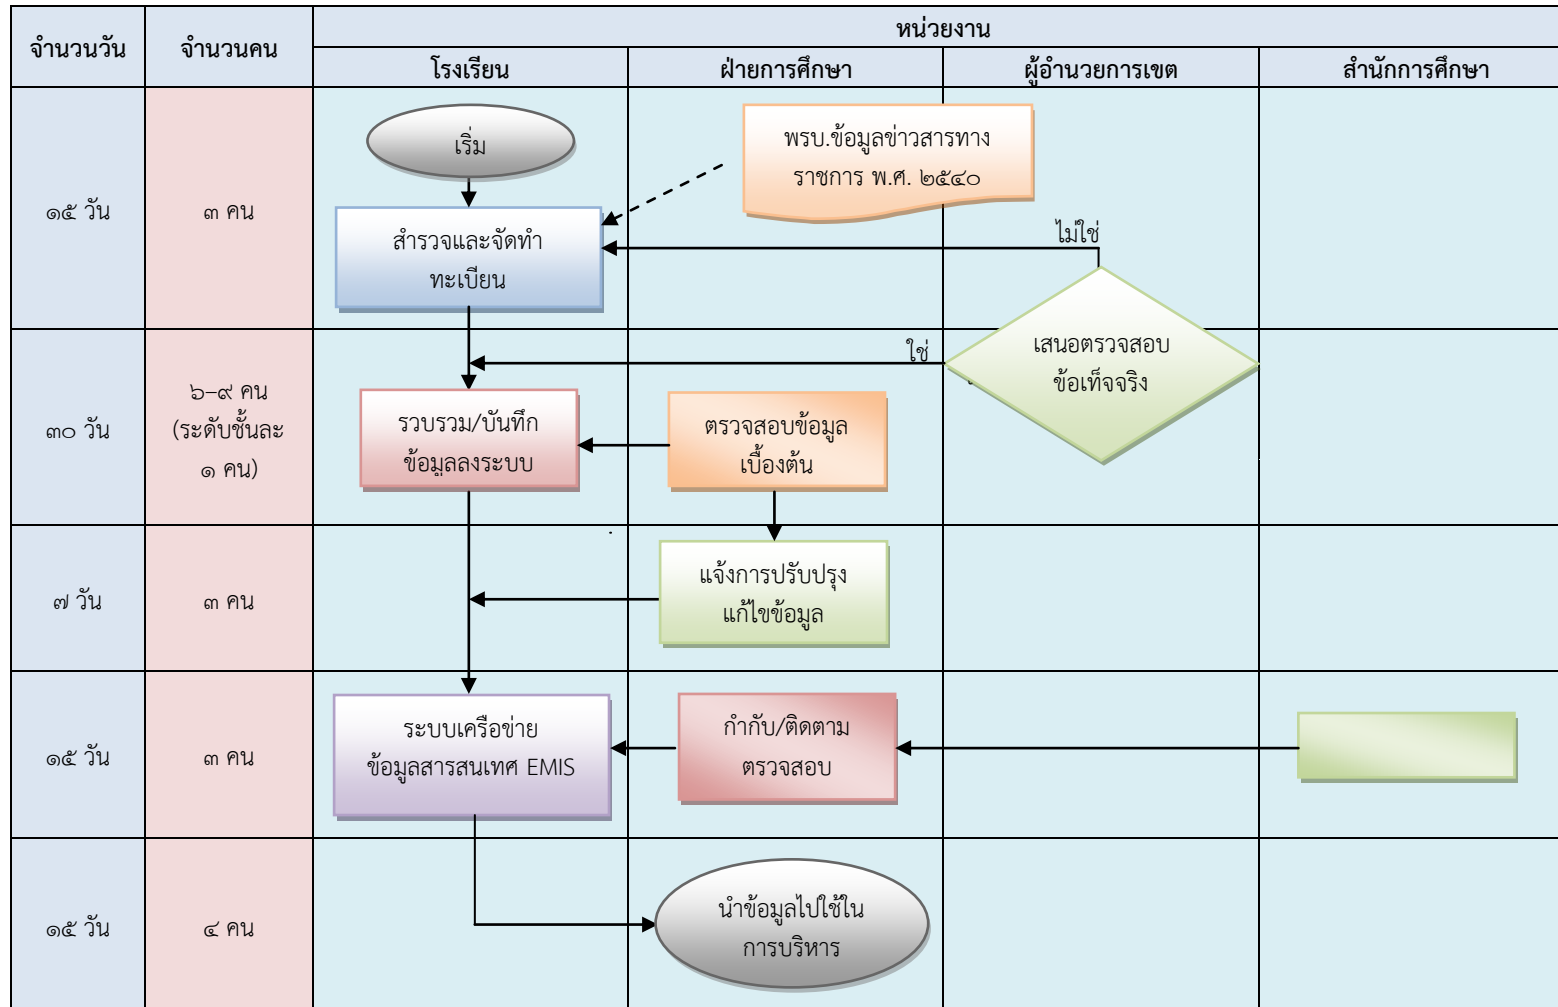 จำนวนวัน
จำนวนคน
หน่วยงาน
โรงเรียน
ฝ่ายการศึกษา
ผู้อำนวยการเขต
สำนักการศึกษา
๑๕ วัน
๓ คน
เริ่ม
พรบ.ข้อมูลข่าวสารทาง
ราชการ พ.ศ. ๒๕๔๐
สำรวจและจัดทำ
ทะเบียน
ไม่ใช่
๓๐ วัน
๖–๙ คน
(ระดับชั้นละ
๑ คน)
ใช่
เสนอตรวจสอบ
ข้อเท็จจริง
รวบรวม/บันทึก
ข้อมูลลงระบบ
ตรวจสอบข้อมูล
เบื้องต้น
๗ วัน
๓ คน
แจ้งการปรับปรุง
แก้ไขข้อมูล
๑๕ วัน
๓ คน
ระบบเครือข่าย
ข้อมูลสารสนเทศ EMIS
กำกับ/ติดตาม
ตรวจสอบ
๑๕ วัน
๔ คน
นำข้อมูลไปใช้ใน
การบริหาร